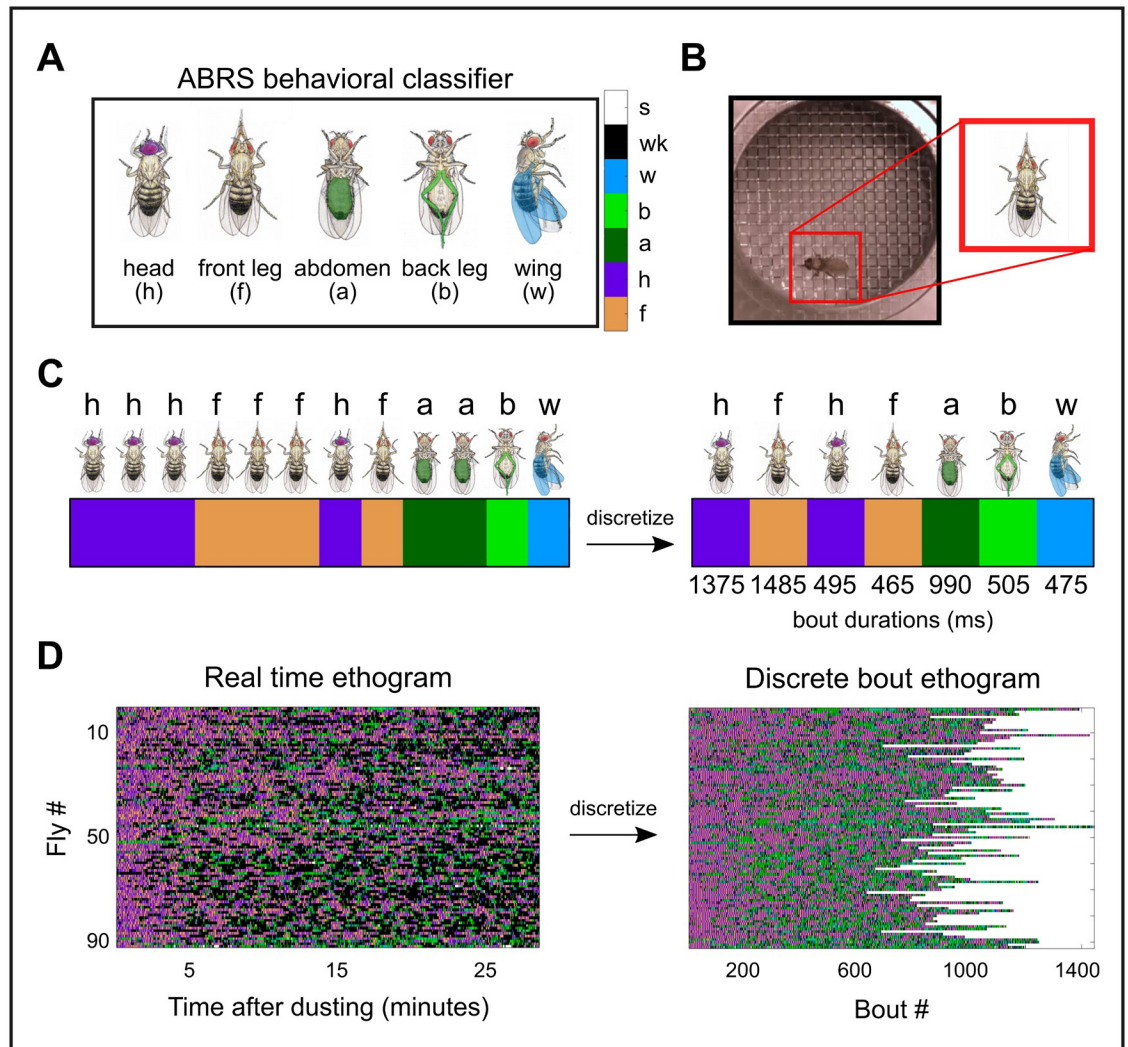 A
ABRS behavioral classifier
head
(h)
front leg
(f)
abdomen
(a)
back leg
(b)
wing
(w)
s
wk
w
b
a
h
f
B
C
h h h f f f h f a a b w
discretize
h f h f a b w
1375 1485 495 465 990 505 475
bout durations (ms)
D
Real time ethogram
Fly #
10
50
90
5 15 25
Time after dusting (minutes)
discretize
Discrete bout ethogram
200 600 1000 1400
Bout #